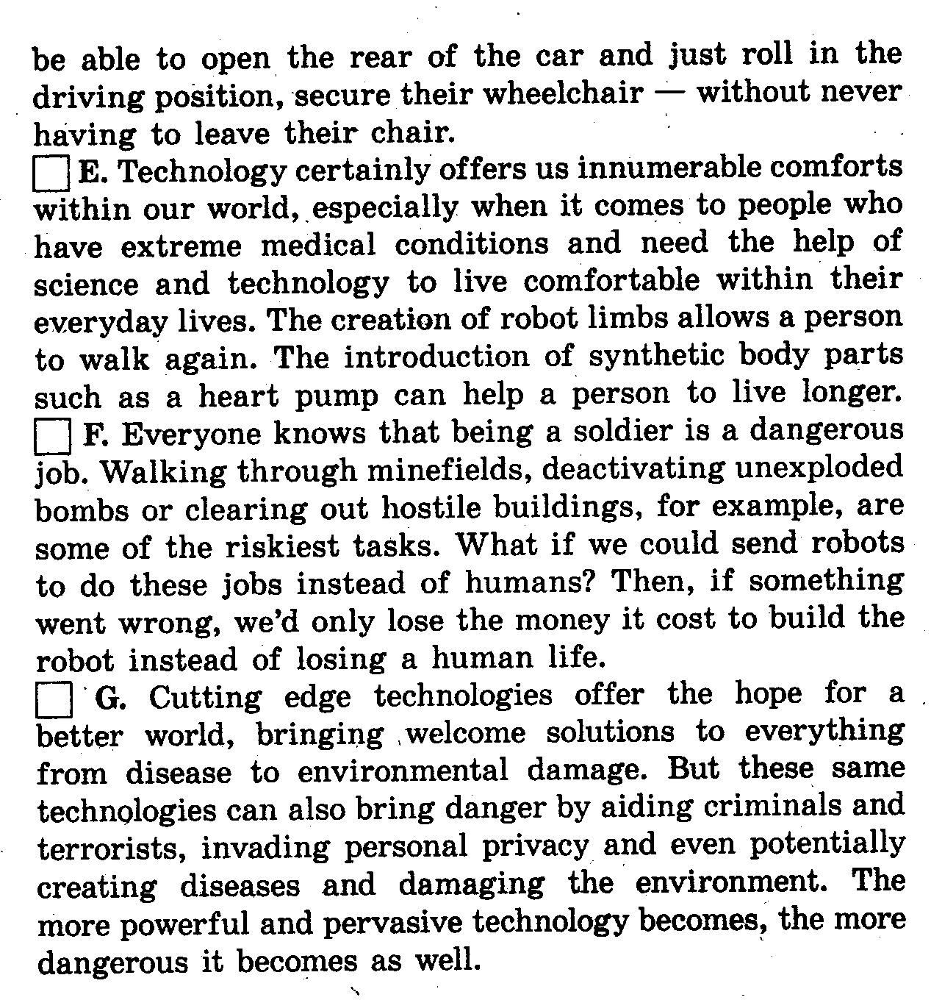 be able to open the rear of the car and just roll in the
driving position, secure their wheelchair — without never
having to leave their chair.
E. Technology certainly offers us innumerable comforts
within our world, especially when it comes to people who
have extreme medical conditions and need the help of
science and technology to live comfortable within their
everyday lives. The creation of robot limbs allows a person
to walk again. The introduction of synthetic body parts
such as a heart pump can help a person to live longer.
F. Everyone knows that being a soldier is a dangerous
job. Walking through minefields, deactivating unexploded
bombs or clearing out hostile buildings, for example, are
some of the riskiest tasks. What if we could send robots
to do these jobs instead of humans? Then, if something
went wrong, we'd only lose the money it cost to build the
robot instead of losing a human life.
G. Cutting edge technologies offer the hope for a
better world, bringing welcome solutions to everything
from disease to environmental damage. But these same
technologies can also bring danger by aiding criminals and
terrorists, invading personal privacy and even potentially
creating diseases and damaging the environment. The
more powerful and pervasive technology becomes, the more
dangerous it becomes as well.